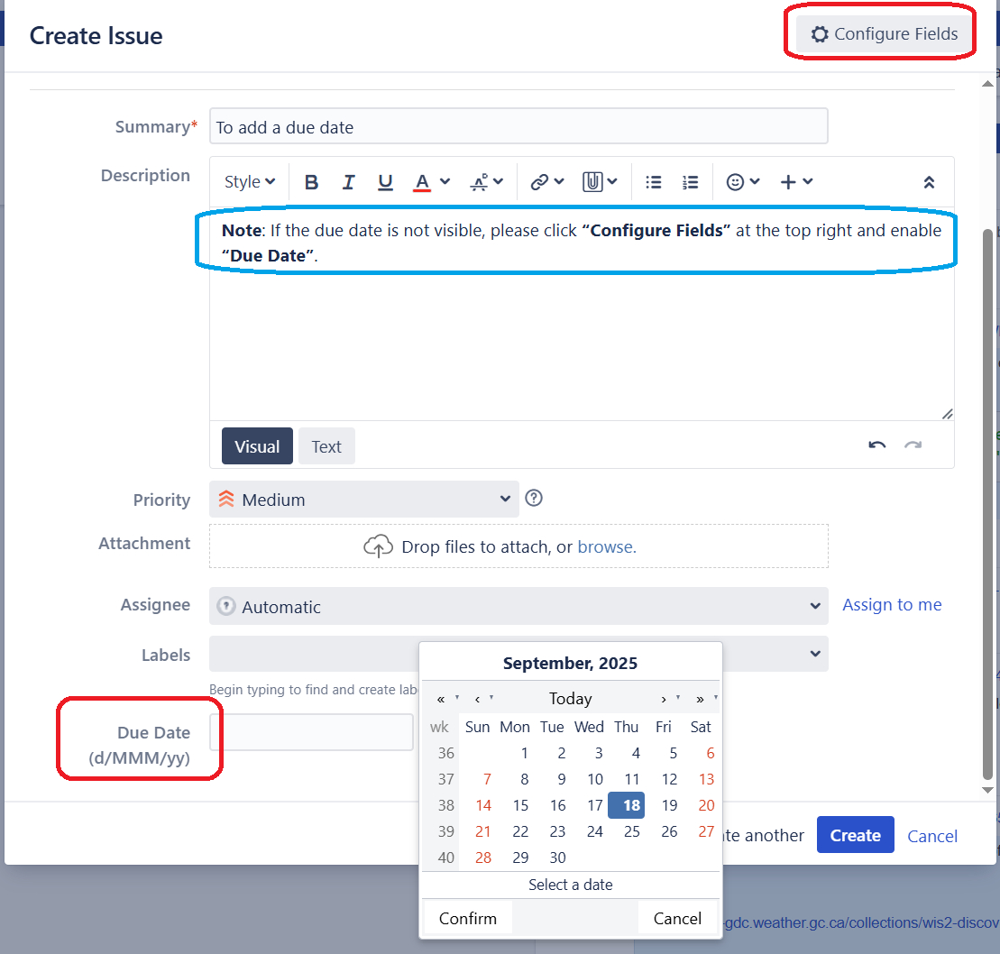 Create Issue
Configure Fields
Summary*
To add a due date
Description
Style
B I U A
Note: If the due date is not visible, please click “Configure Fields” at the top right and enable
“Due Date”.
Visual
Text
Priority
Medium
Attachment
Drop files to attach, or browse.
Assignee
Automatic
Assign to me
Labels
Begin typing to find and create
Due Date
(d/MMM/yy)
September, 2025
« ‹ Today › »
wk Sun Mon Tue Wed Thu Fri Sat
36 1 2 3 4 5 6
37 7 8 9 10 11 12 13
38 14 15 16 17 18 19 20
39 21 22 23 24 25 26 27
40 28 29 30
Select a date
Confirm
Cancel
another
Create
Cancel
-gdc.weather.gc.ca/collections/wis2-discov